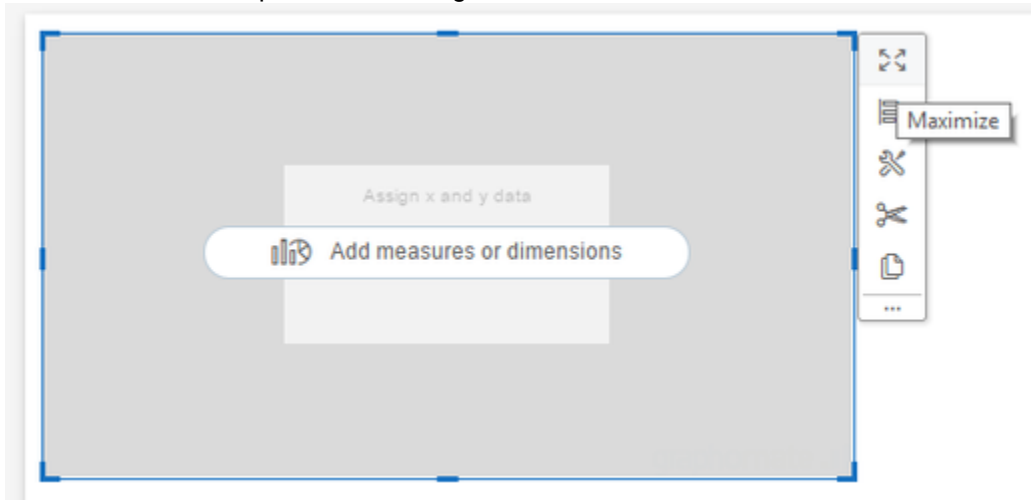 Maximize
Assign x and y data
Add measures or dimensions